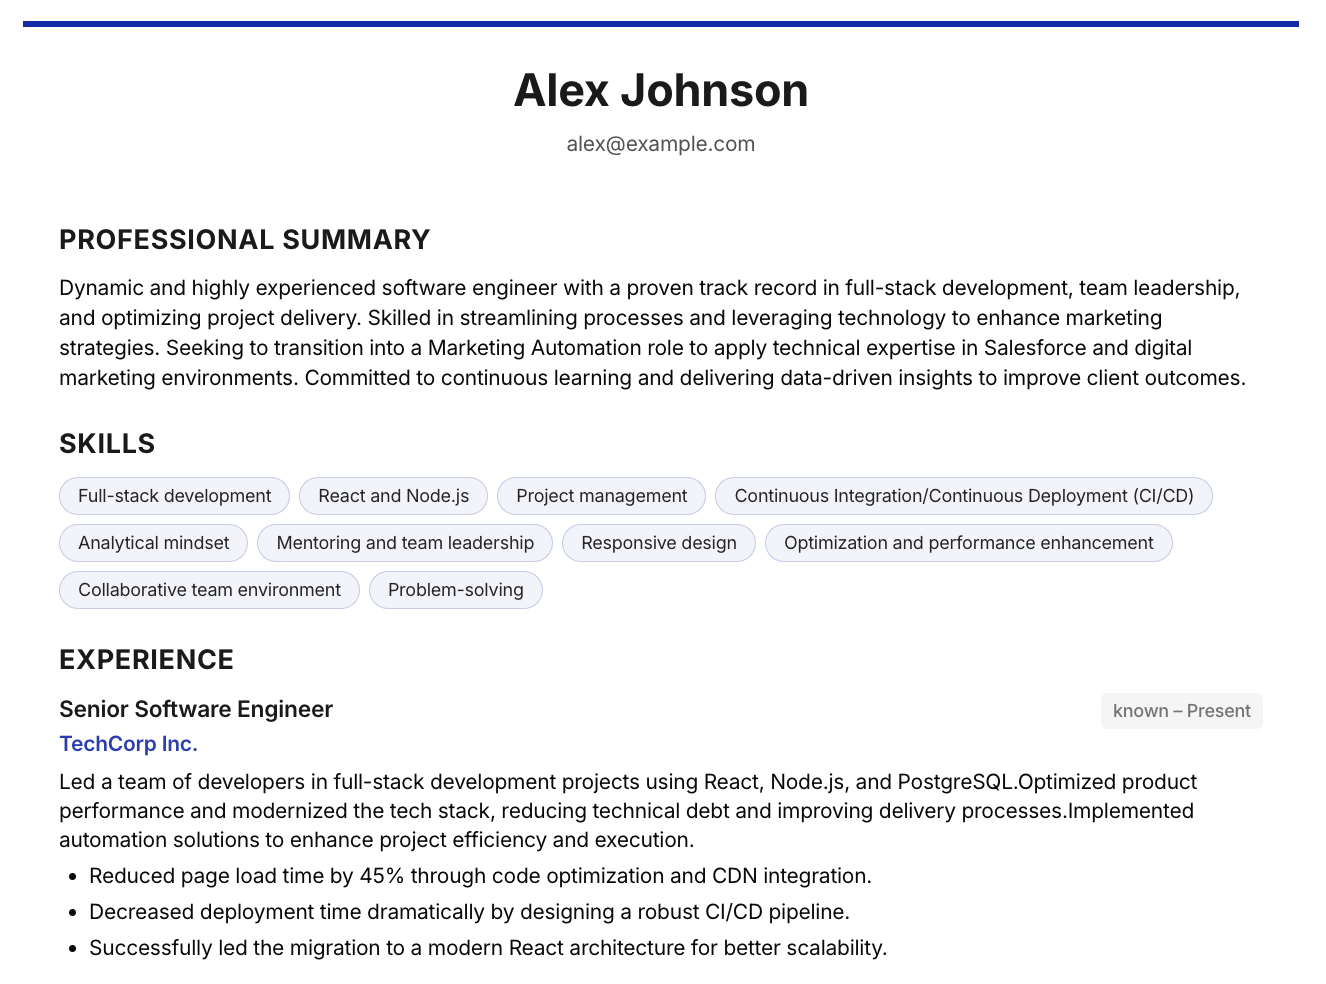 Alex Johnson
alex@example.com
PROFESSIONAL SUMMARY
Dynamic and highly experienced software engineer with a proven track record in full-stack development, team leadership,
and optimizing project delivery. Skilled in streamlining processes and leveraging technology to enhance marketing
strategies. Seeking to transition into a Marketing Automation role to apply technical expertise in Salesforce and digital
marketing environments. Committed to continuous learning and delivering data-driven insights to improve client outcomes.
SKILLS
Full-stack development React and Node.js Project management Continuous Integration/Continuous Deployment (CI/CD)
Analytical mindset Mentoring and team leadership Responsive design Optimization and performance enhancement
Collaborative team environment Problem-solving
EXPERIENCE
Senior Software Engineer known – Present
TechCorp Inc.
Led a team of developers in full-stack development projects using React, Node.js, and PostgreSQL.Optimized product
performance and modernized the tech stack, reducing technical debt and improving delivery processes.Implemented
automation solutions to enhance project efficiency and execution.
• Reduced page load time by 45% through code optimization and CDN integration.
• Decreased deployment time dramatically by designing a robust CI/CD pipeline.
• Successfully led the migration to a modern React architecture for better scalability.